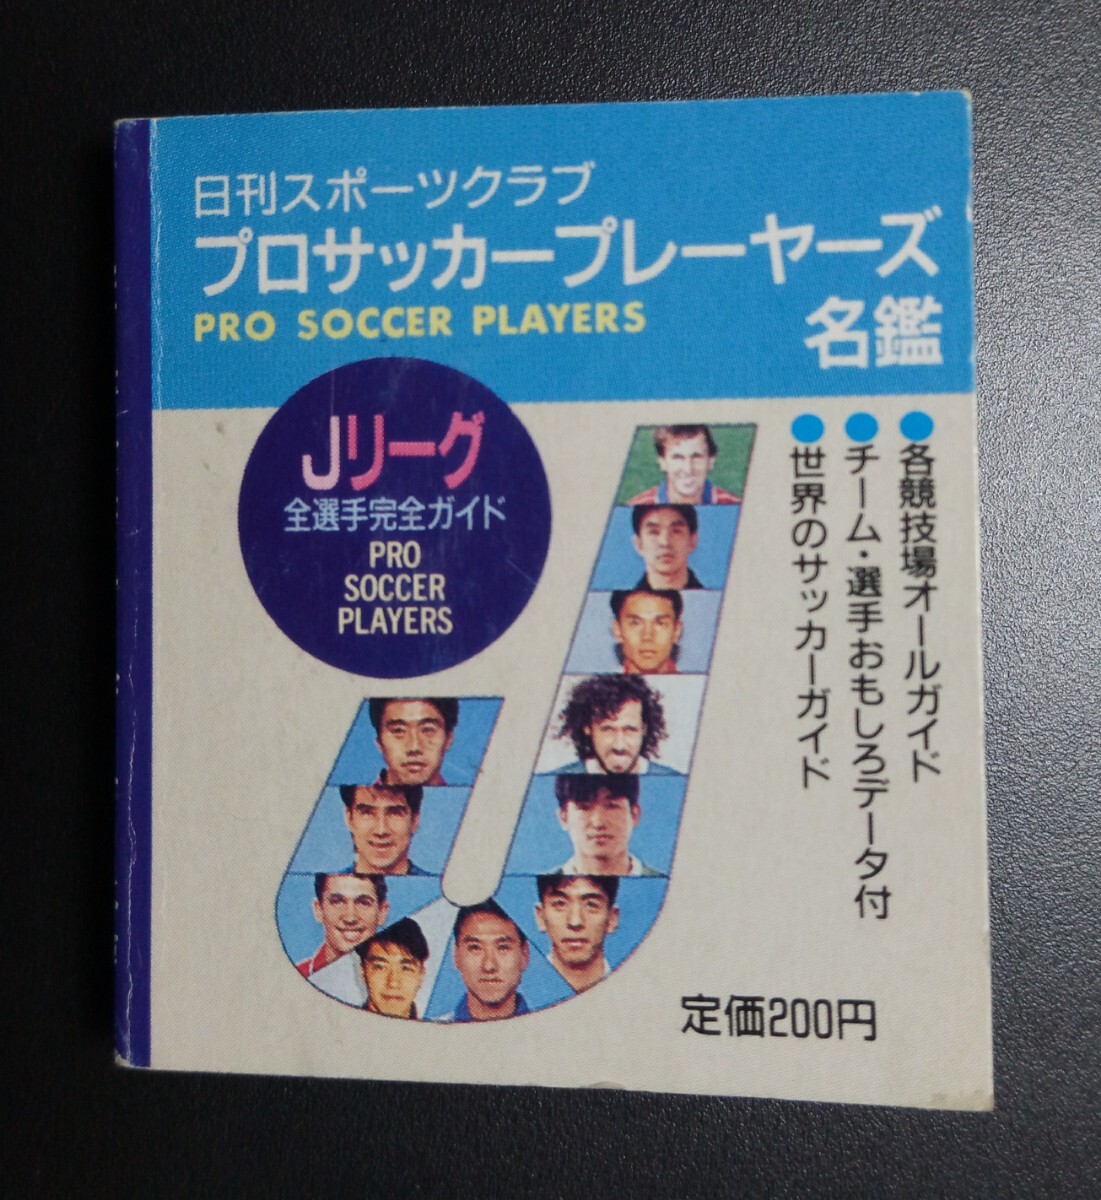 日刊スポーツクラブ
プロサッカープレーヤーズ
名鑑
PRO SOCCER PLAYERS
Jリーグ
全選手完全ガイド
PRO
SOCCER
PLAYERS
●各競技場オールガイド
●チーム・選手おもしろデータ付
●世界のサッカーガイド
定価200円